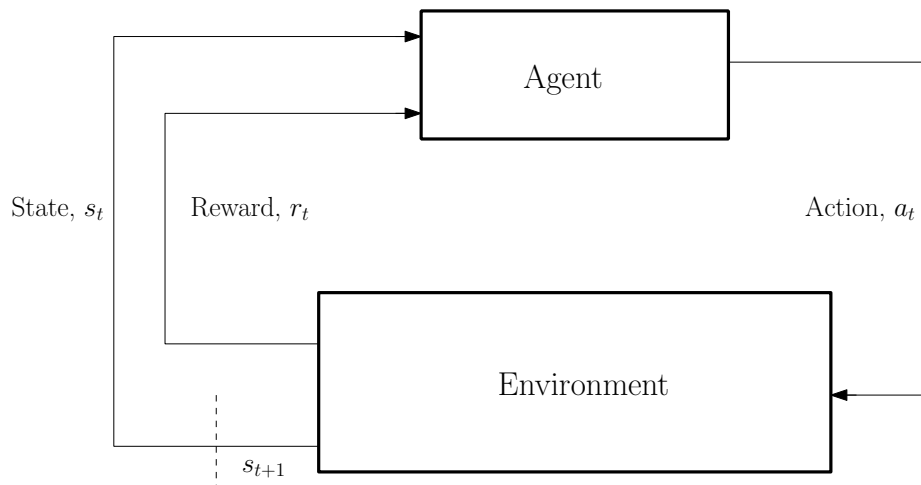 Agent
State, s_t
Reward, r_t
Action, a_t
Environment
s_{t+1}